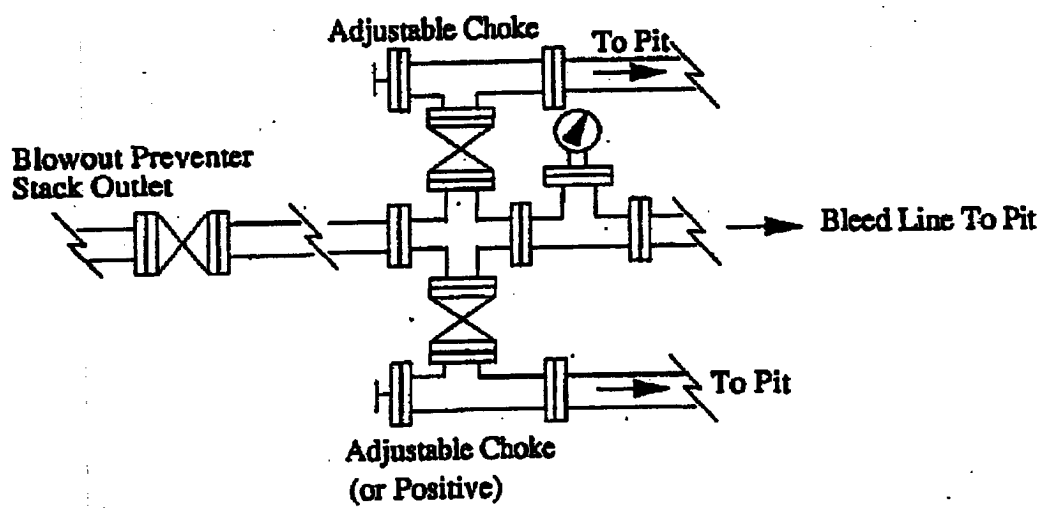 Adjustable Choke
To Pit
Blowout Preventer
Stack Outlet
Bleed Line To Pit
To Pit
Adjustable Choke
(or Positive)